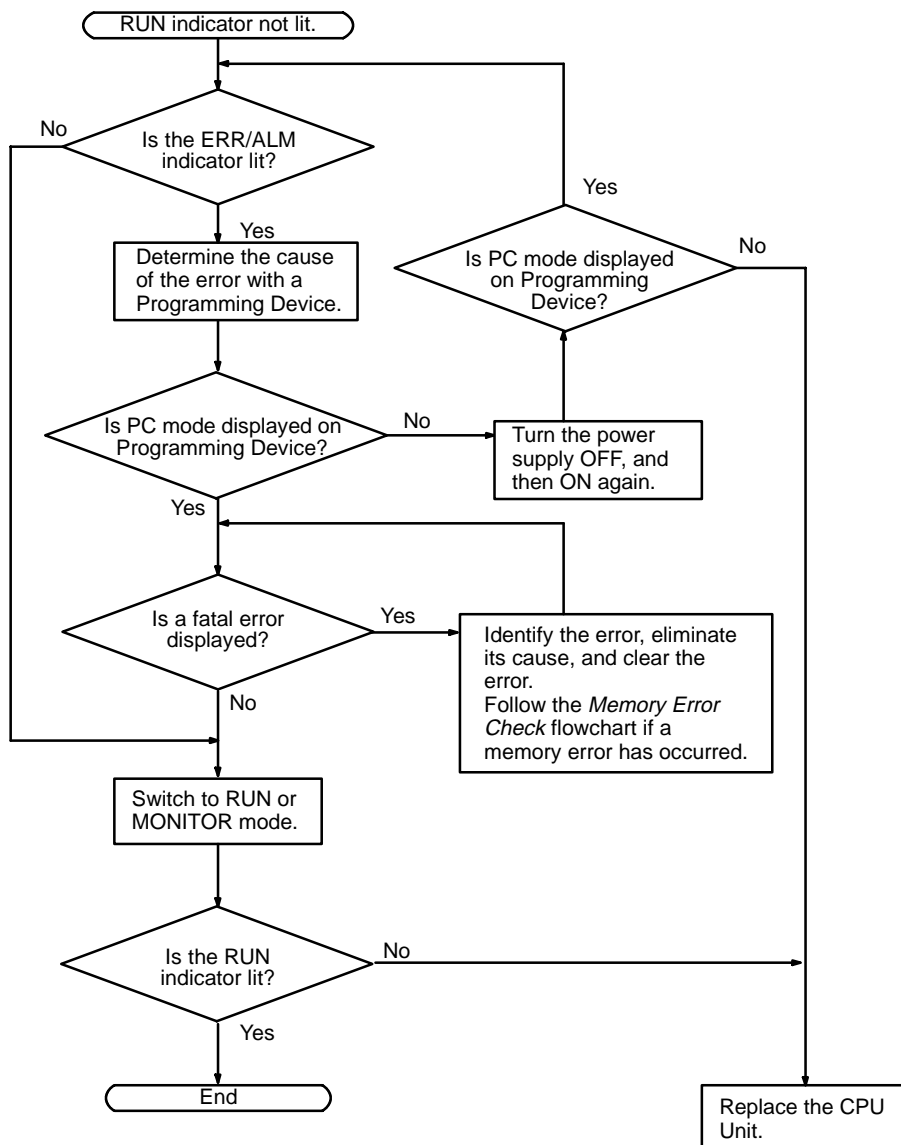 RUN indicator not lit.
No
Is the ERR/ALM
indicator lit?
Yes
Yes
Determine the cause
of the error with a
Programming Device.
Is PC mode displayed
on Programming
Device?
No
Is PC mode displayed on
Programming Device?
No
Turn the power
supply OFF, and
then ON again.
Yes
Is a fatal error
displayed?
Yes
Identify the error, eliminate
its cause, and clear the
error.
Follow the Memory Error
Check flowchart if a
memory error has occurred.
No
Switch to RUN or
MONITOR mode.
Is the RUN
indicator lit?
No
Yes
End
Replace the CPU
Unit.